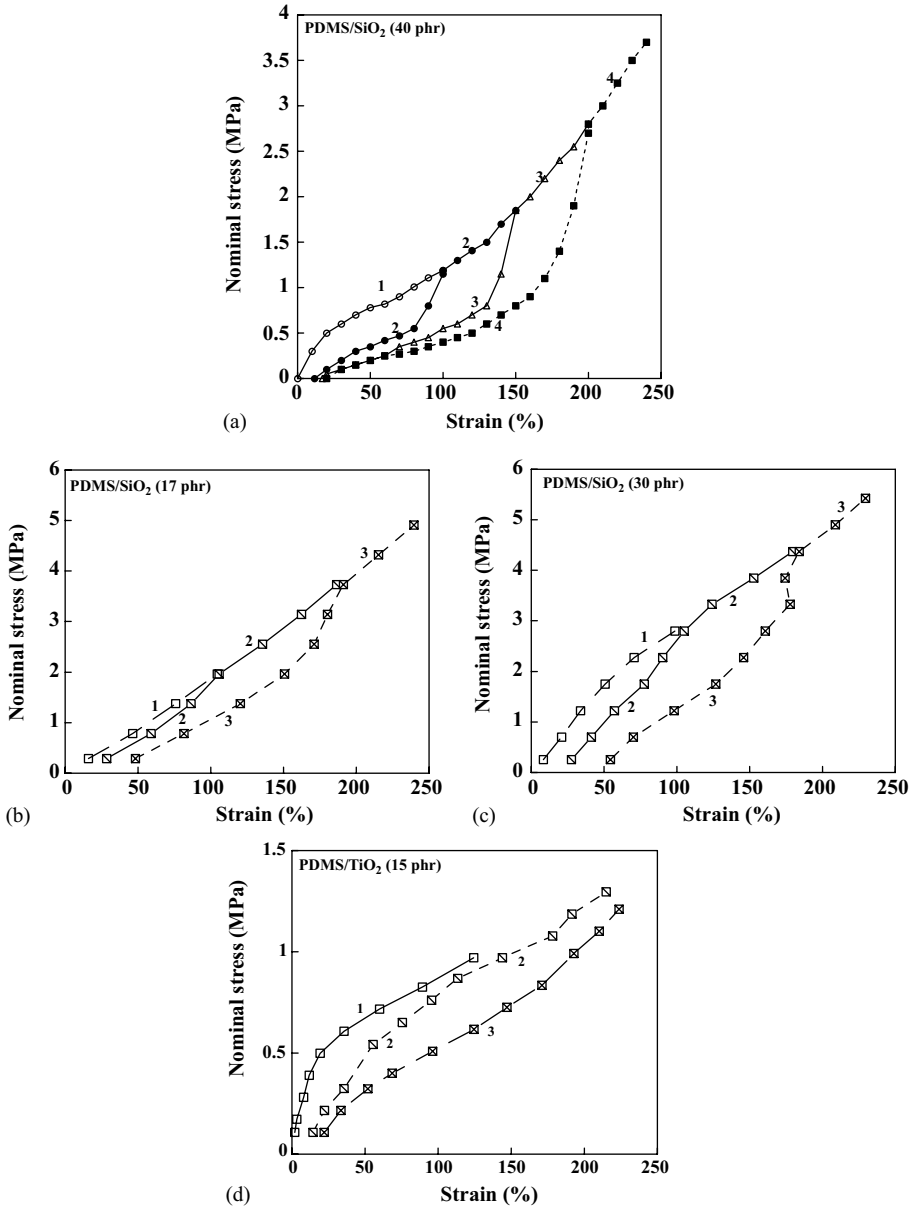 PDMS/SiO₂ (40 phr)
4
3.5
3
2.5
2
1.5
1
0.5
0
Nominal stress (MPa)
1
2
2
3
3
4
4
0 50 100 150 200 250
Strain (%)
(a)
PDMS/SiO₂ (17 phr)
6
5
4
3
2
1
0
Nominal stress (MPa)
1
2
2
3
3
0 50 100 150 200 250
Strain (%)
(b)
PDMS/SiO₂ (30 phr)
6
5
4
3
2
1
0
Nominal stress (MPa)
1
2
2
3
3
0 50 100 150 200 250
Strain (%)
(c)
PDMS/TiO₂ (15 phr)
1.5
1
0.5
0
Nominal stress (MPa)
1
2
2
3
0 50 100 150 200 250
Strain (%)
(d)